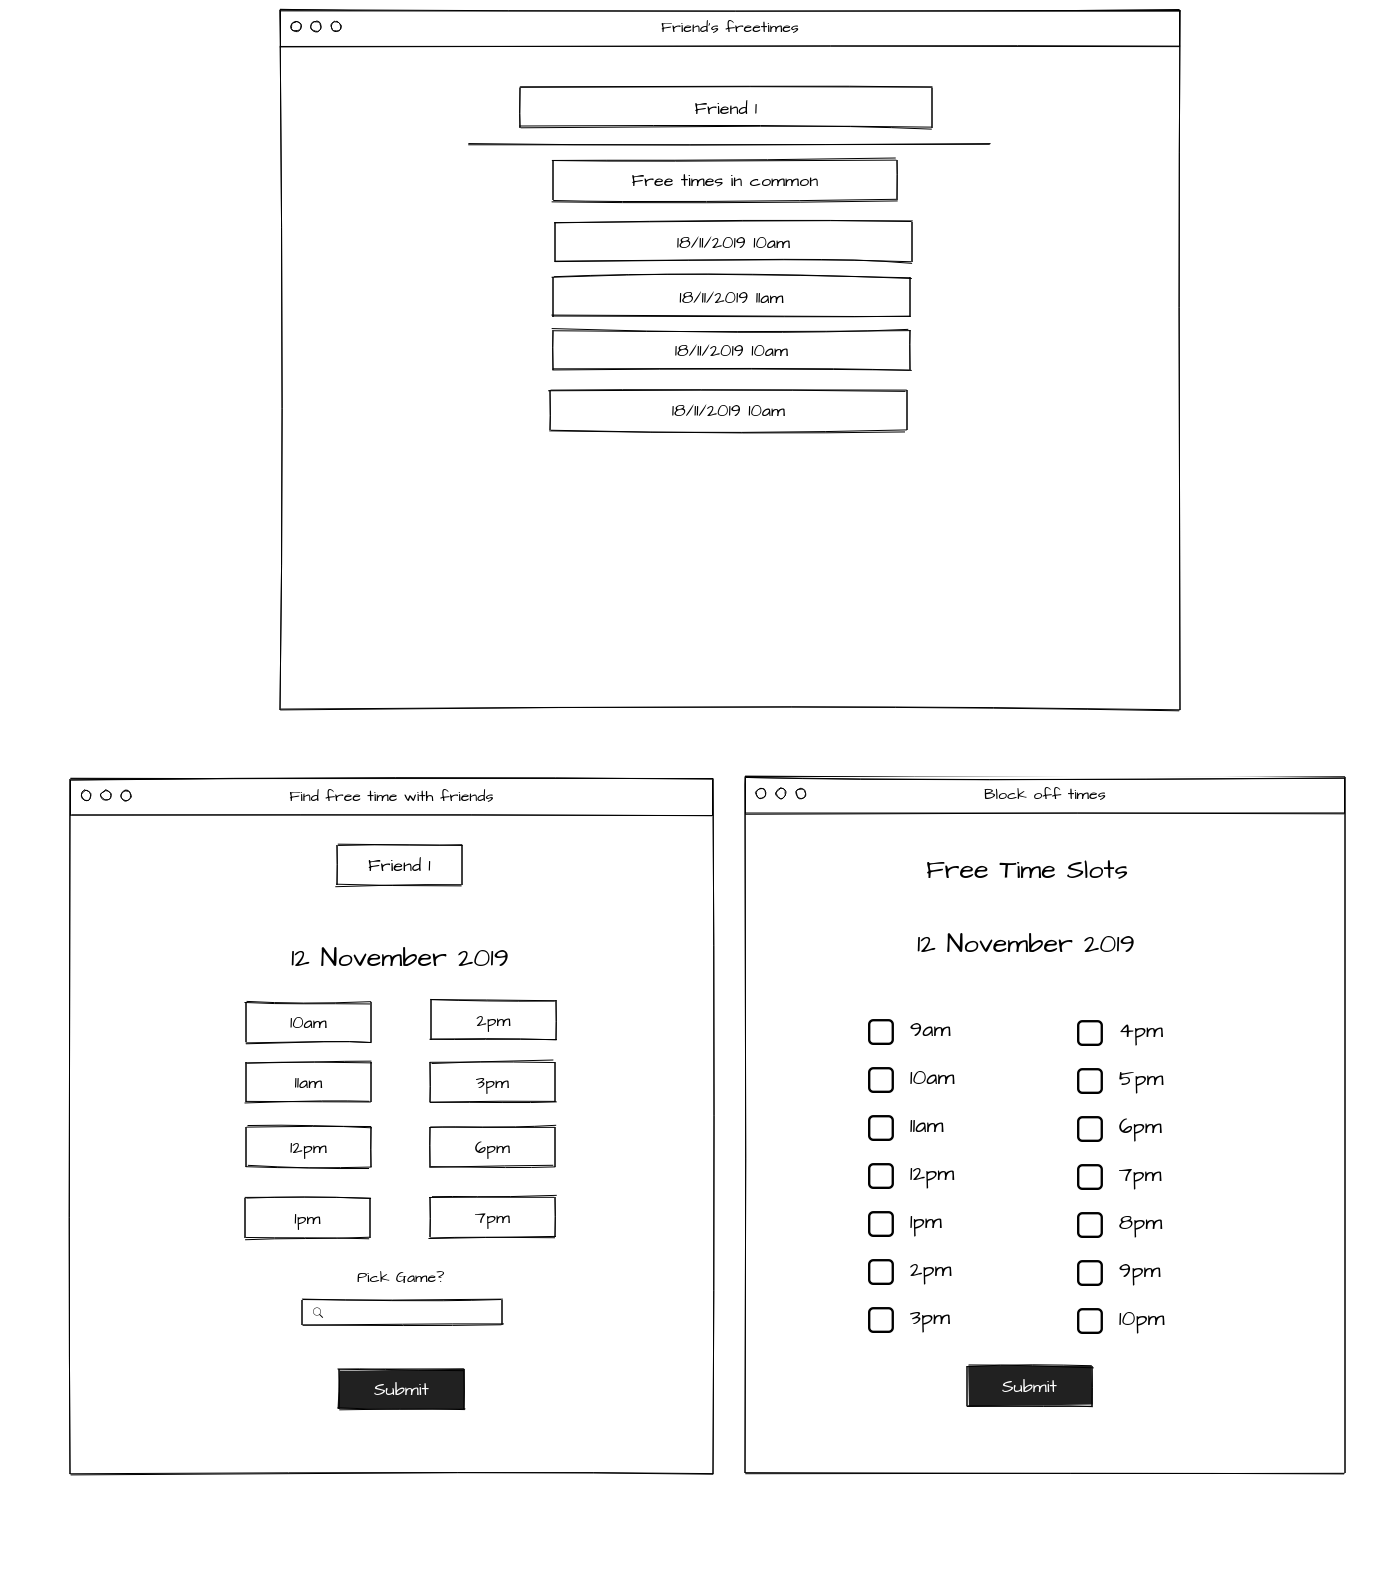 Friend's freetimes
Friend 1
Free times in common
18/11/2019 10am
18/11/2019 11am
18/11/2019 10am
18/11/2019 10am
Find free time with friends
Friend 1
12 November 2019
10am
2pm
11am
3pm
12pm
6pm
1pm
7pm
Pick Game?
Submit
Block off times
Free Time Slots
12 November 2019
9am
4pm
10am
5pm
11am
6pm
12pm
7pm
1pm
8pm
2pm
9pm
3pm
10pm
Submit